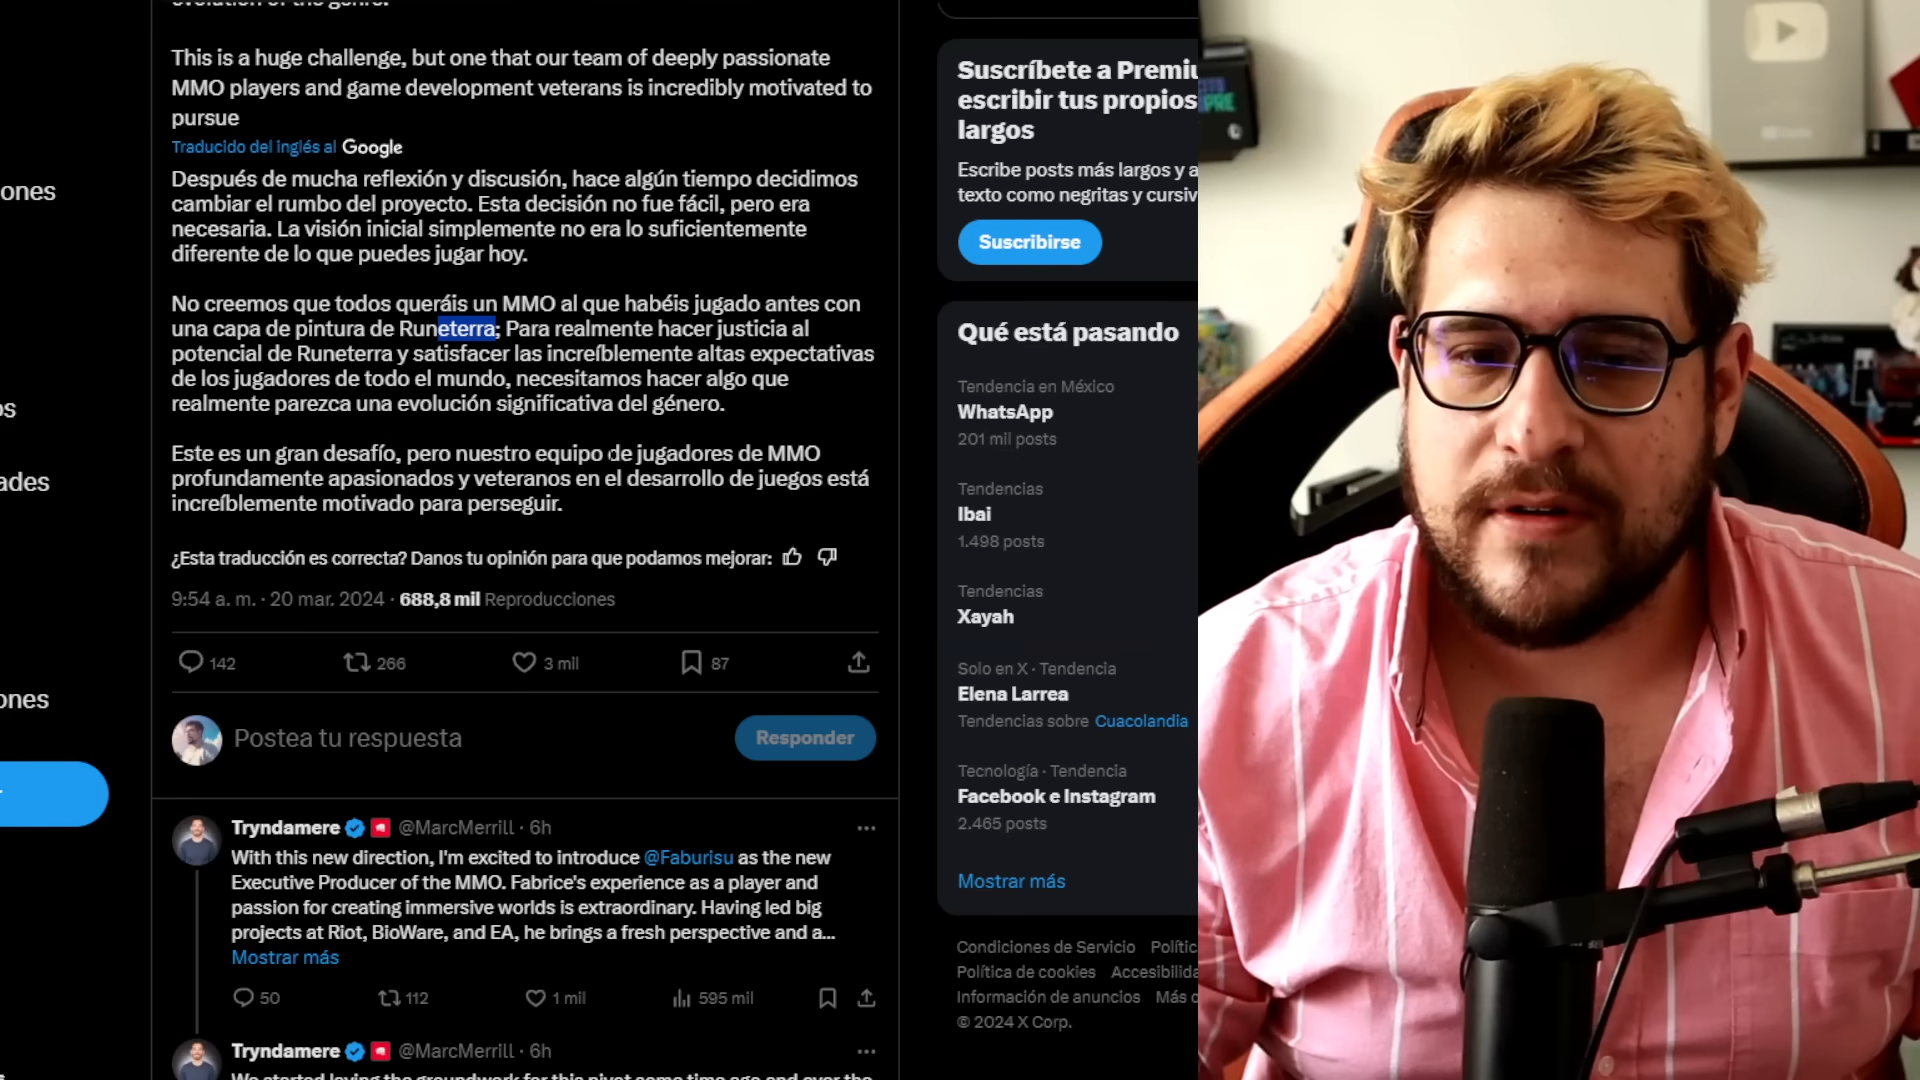 This is a huge challenge, but one that our team of deeply passionate
MMO players and game development veterans is incredibly motivated to
pursue
Traducido del inglés al Google
Después de mucha reflexión y discusión, hace algún tiempo decidimos
cambiar el rumbo del proyecto. Esta decisión no fue fácil, pero era
necesaria. La visión inicial simplemente no era lo suficientemente
diferente de lo que puedes jugar hoy.
No creemos que todos queráis un MMO al que habéis jugado antes con
una capa de pintura de Runeterra; Para realmente hacer justicia al
potencial de Runeterra y satisfacer las increíblemente altas expectativas
de los jugadores de todo el mundo, necesitamos hacer algo que
realmente parezca una evolución significativa del género.
Este es un gran desafío, pero nuestro equipo de jugadores de MMO
profundamente apasionados y veteranos en el desarrollo de juegos está
increíblemente motivado para perseguir.
¿Esta traducción es correcta? Danos tu opinión para que podamos mejorar:
9:54 a. m. · 20 mar. 2024 · 688,8 mil Reproducciones
142 266 3 mil 87
Postea tu respuesta
Responder
Tryndamere @MarcMerrill · 6h
With this new direction, I'm excited to introduce @Faburisu as the new
Executive Producer of the MMO. Fabrice's experience as a player and
passion for creating immersive worlds is extraordinary. Having led big
projects at Riot, BioWare, and EA, he brings a fresh perspective and a...
Mostrar más
50 112 1 mil 595 mil
Tryndamere @MarcMerrill · 6h
ones
os
ades
ones
Suscríbete a Premiu
escribir tus propios
largos
Escribe posts más largos y a
texto como negritas y cursiv
Suscribirse
Qué está pasando
Tendencia en México
WhatsApp
201 mil posts
Tendencias
Ibai
1.498 posts
Tendencias
Xayah
Solo en X · Tendencia
Elena Larrea
Tendencias sobre Cuacolandia
Tecnología · Tendencia
Facebook e Instagram
2.465 posts
Mostrar más
Condiciones de Servicio Polític
Política de cookies Accesibilida
Información de anuncios Más
© 2024 X Corp.